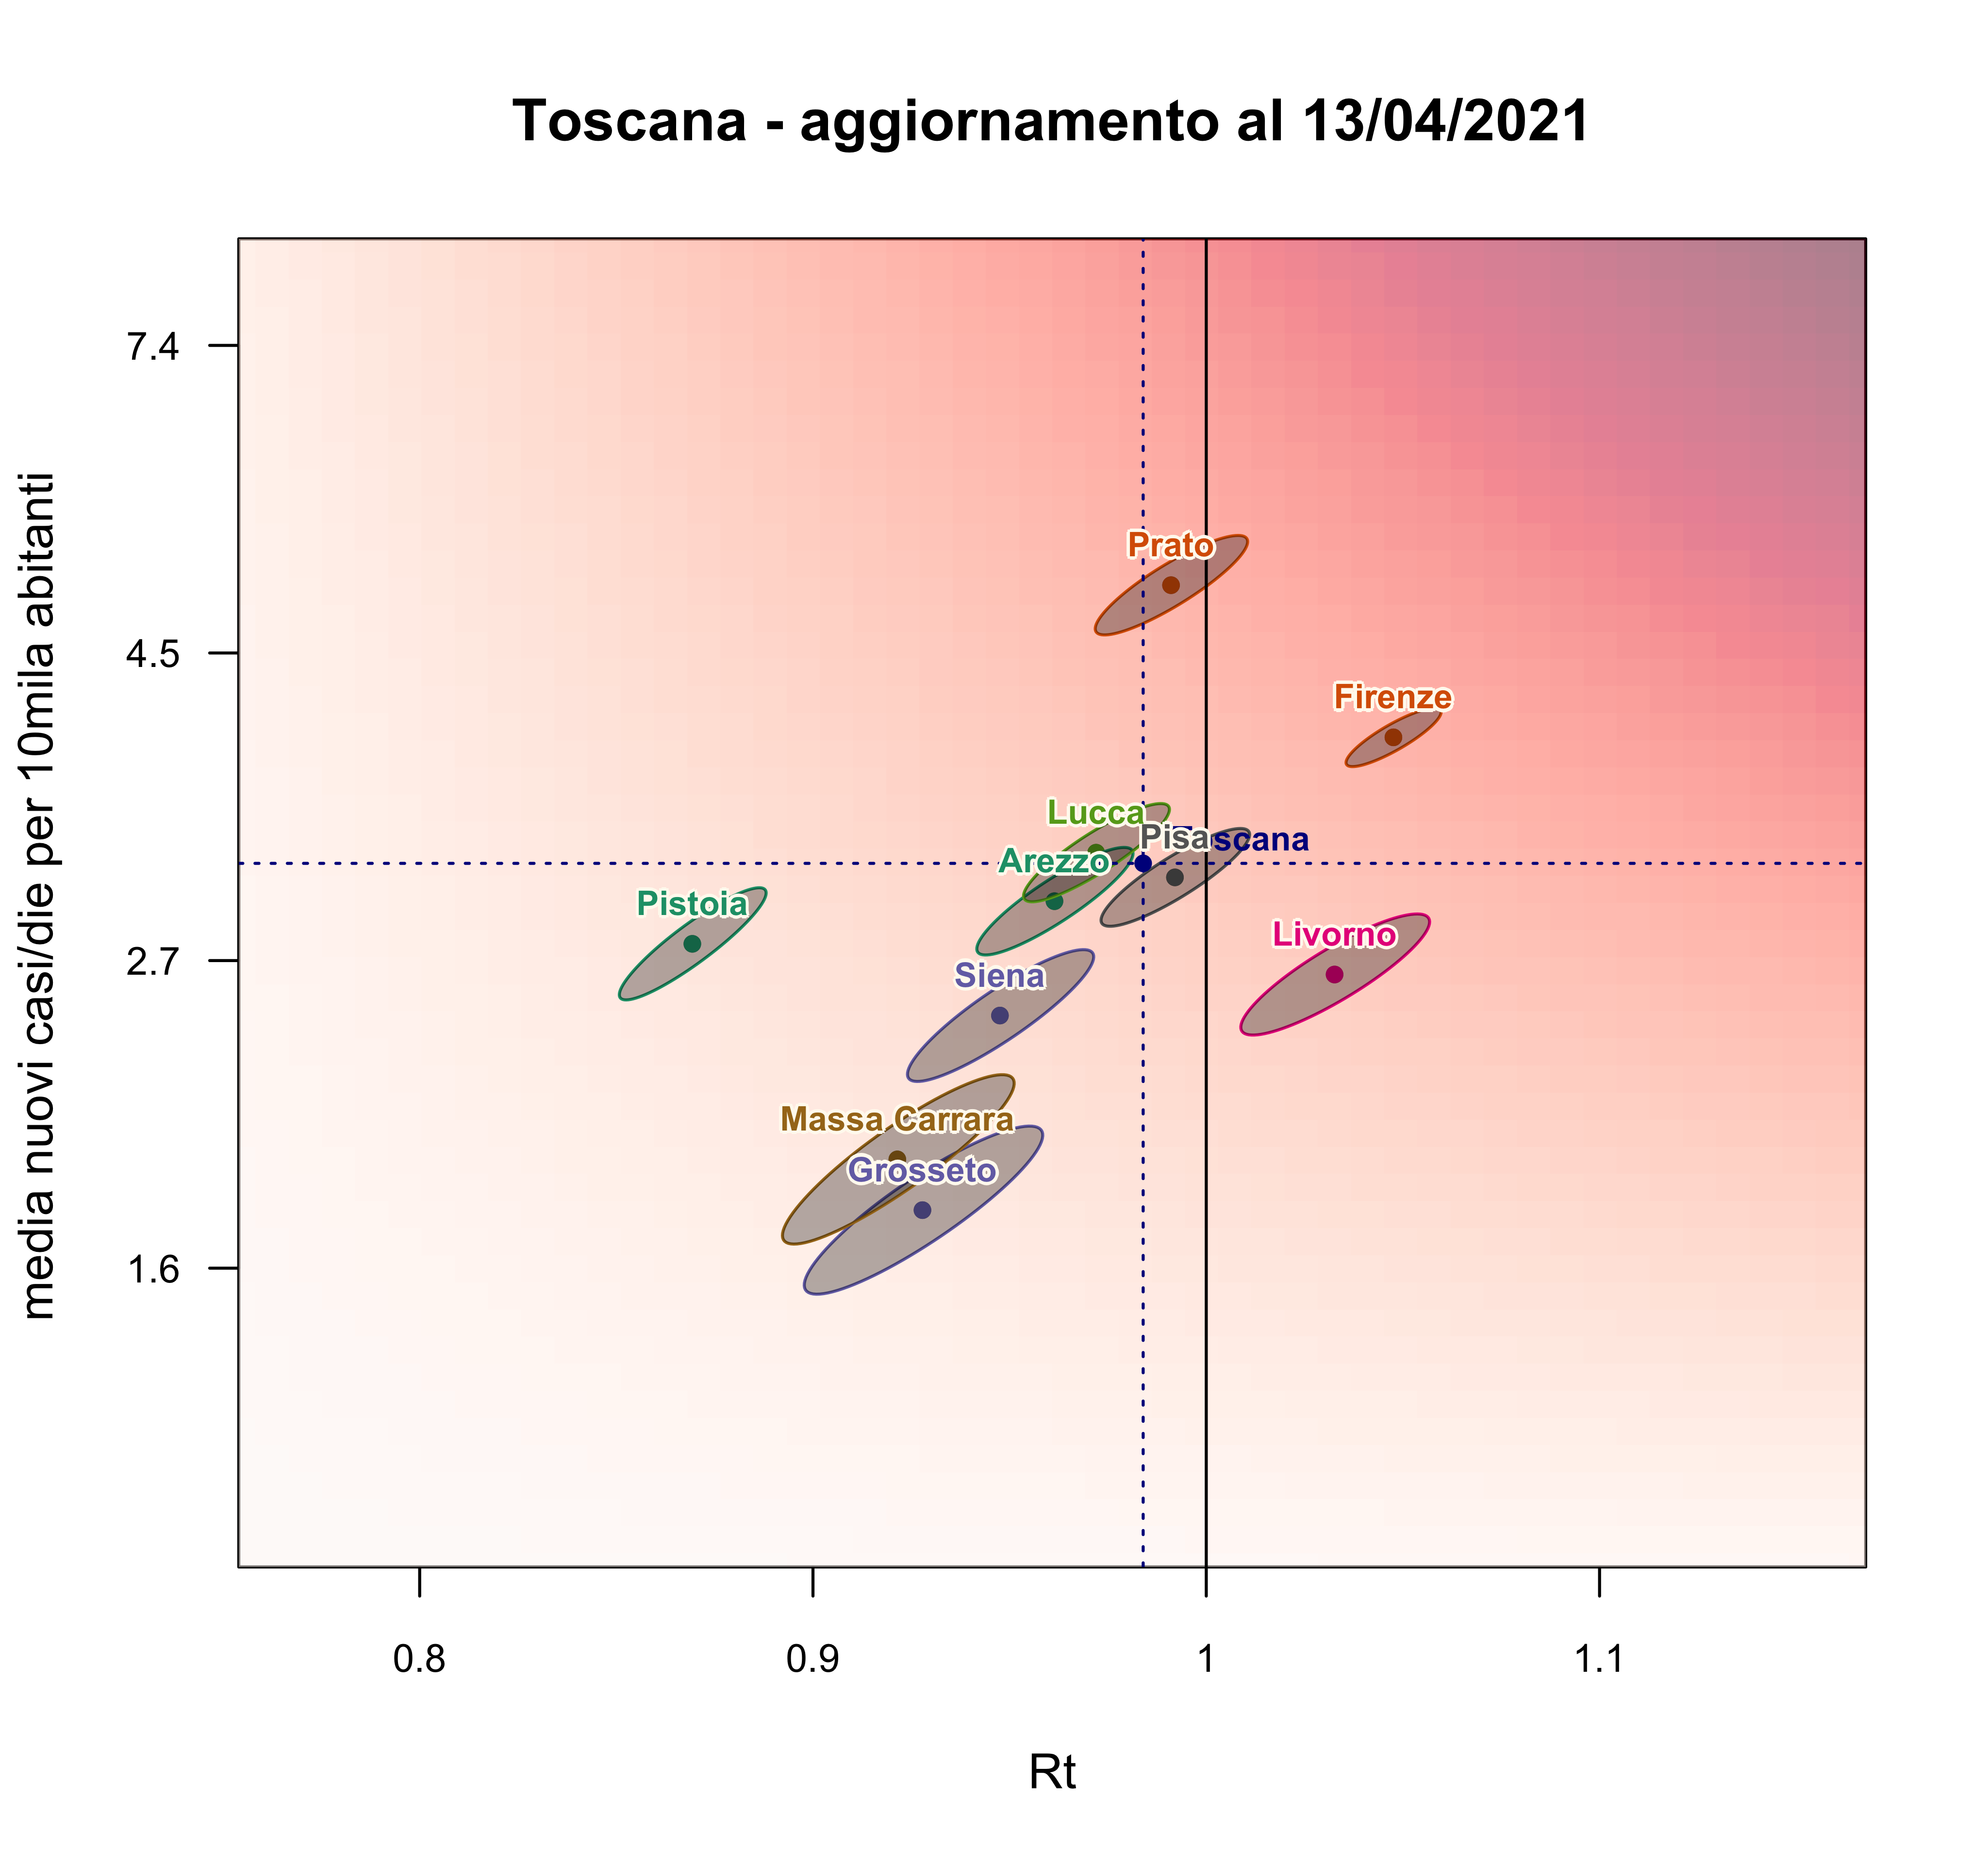 Toscana - aggiornamento al 13/04/2021
media nuovi casi/die per 10mila abitanti
7.4
4.5
2.7
1.6
Prato
Firenze
Lucca
Pisa
scana
Arezzo
Pistoia
Livorno
Siena
Massa Carrara
Grosseto
0.8
0.9
1
1.1
Rt